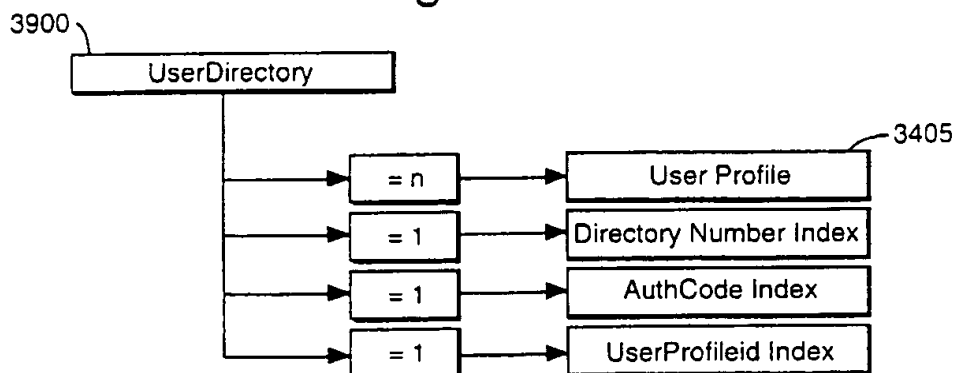 3900
UserDirectory
3405
= n
User Profile
= 1
Directory Number Index
= 1
AuthCode Index
= 1
UserProfileid Index